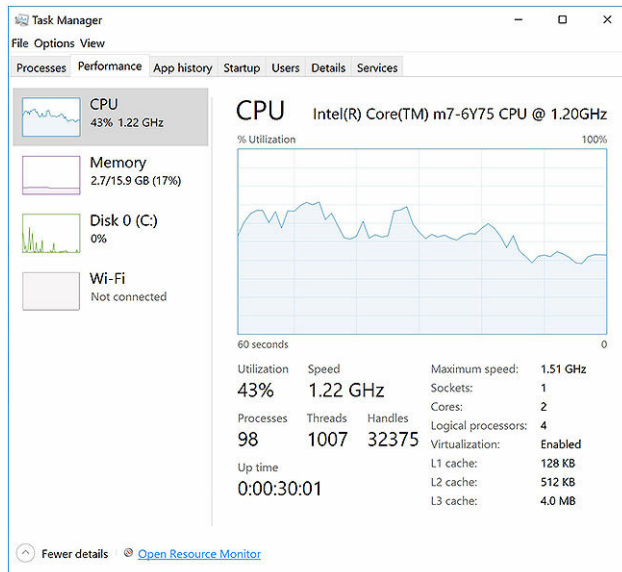 Task Manager
File Options View
Processes Performance App history Startup Users Details Services
CPU
43% 1.22 GHz
Memory
2.7/15.9 GB (17%)
Disk 0 (C:)
0%
Wi-Fi
Not connected
CPU Intel(R) Core(TM) m7-6Y75 CPU @ 1.20GHz
% Utilization 100%
60 seconds 0
Utilization Speed
43% 1.22 GHz
Processes Threads Handles
98 1007 32375
Up time
0:00:30:01
Maximum speed: 1.51 GHz
Sockets: 1
Cores: 2
Logical processors: 4
Virtualization: Enabled
L1 cache: 128 KB
L2 cache: 512 KB
L3 cache: 4.0 MB
Fewer details Open Resource Monitor